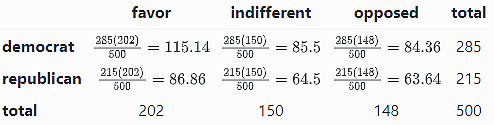 favor indifferent opposed total
democrat 285(202)/500 = 115.14 285(150)/500 = 85.5 285(148)/500 = 84.36 285
republican 215(202)/500 = 86.86 215(150)/500 = 64.5 215(148)/500 = 63.64 215
total 202 150 148 500